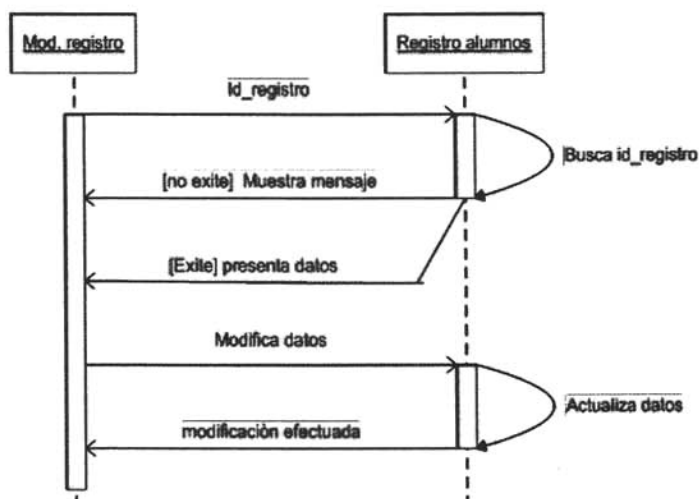 Mod. registro
Registro alumnos
id_registro
Busca id_registro
[no exite] Muestra mensaje
[Exite] presenta datos
Modifica datos
Actualiza datos
modificación efectuada